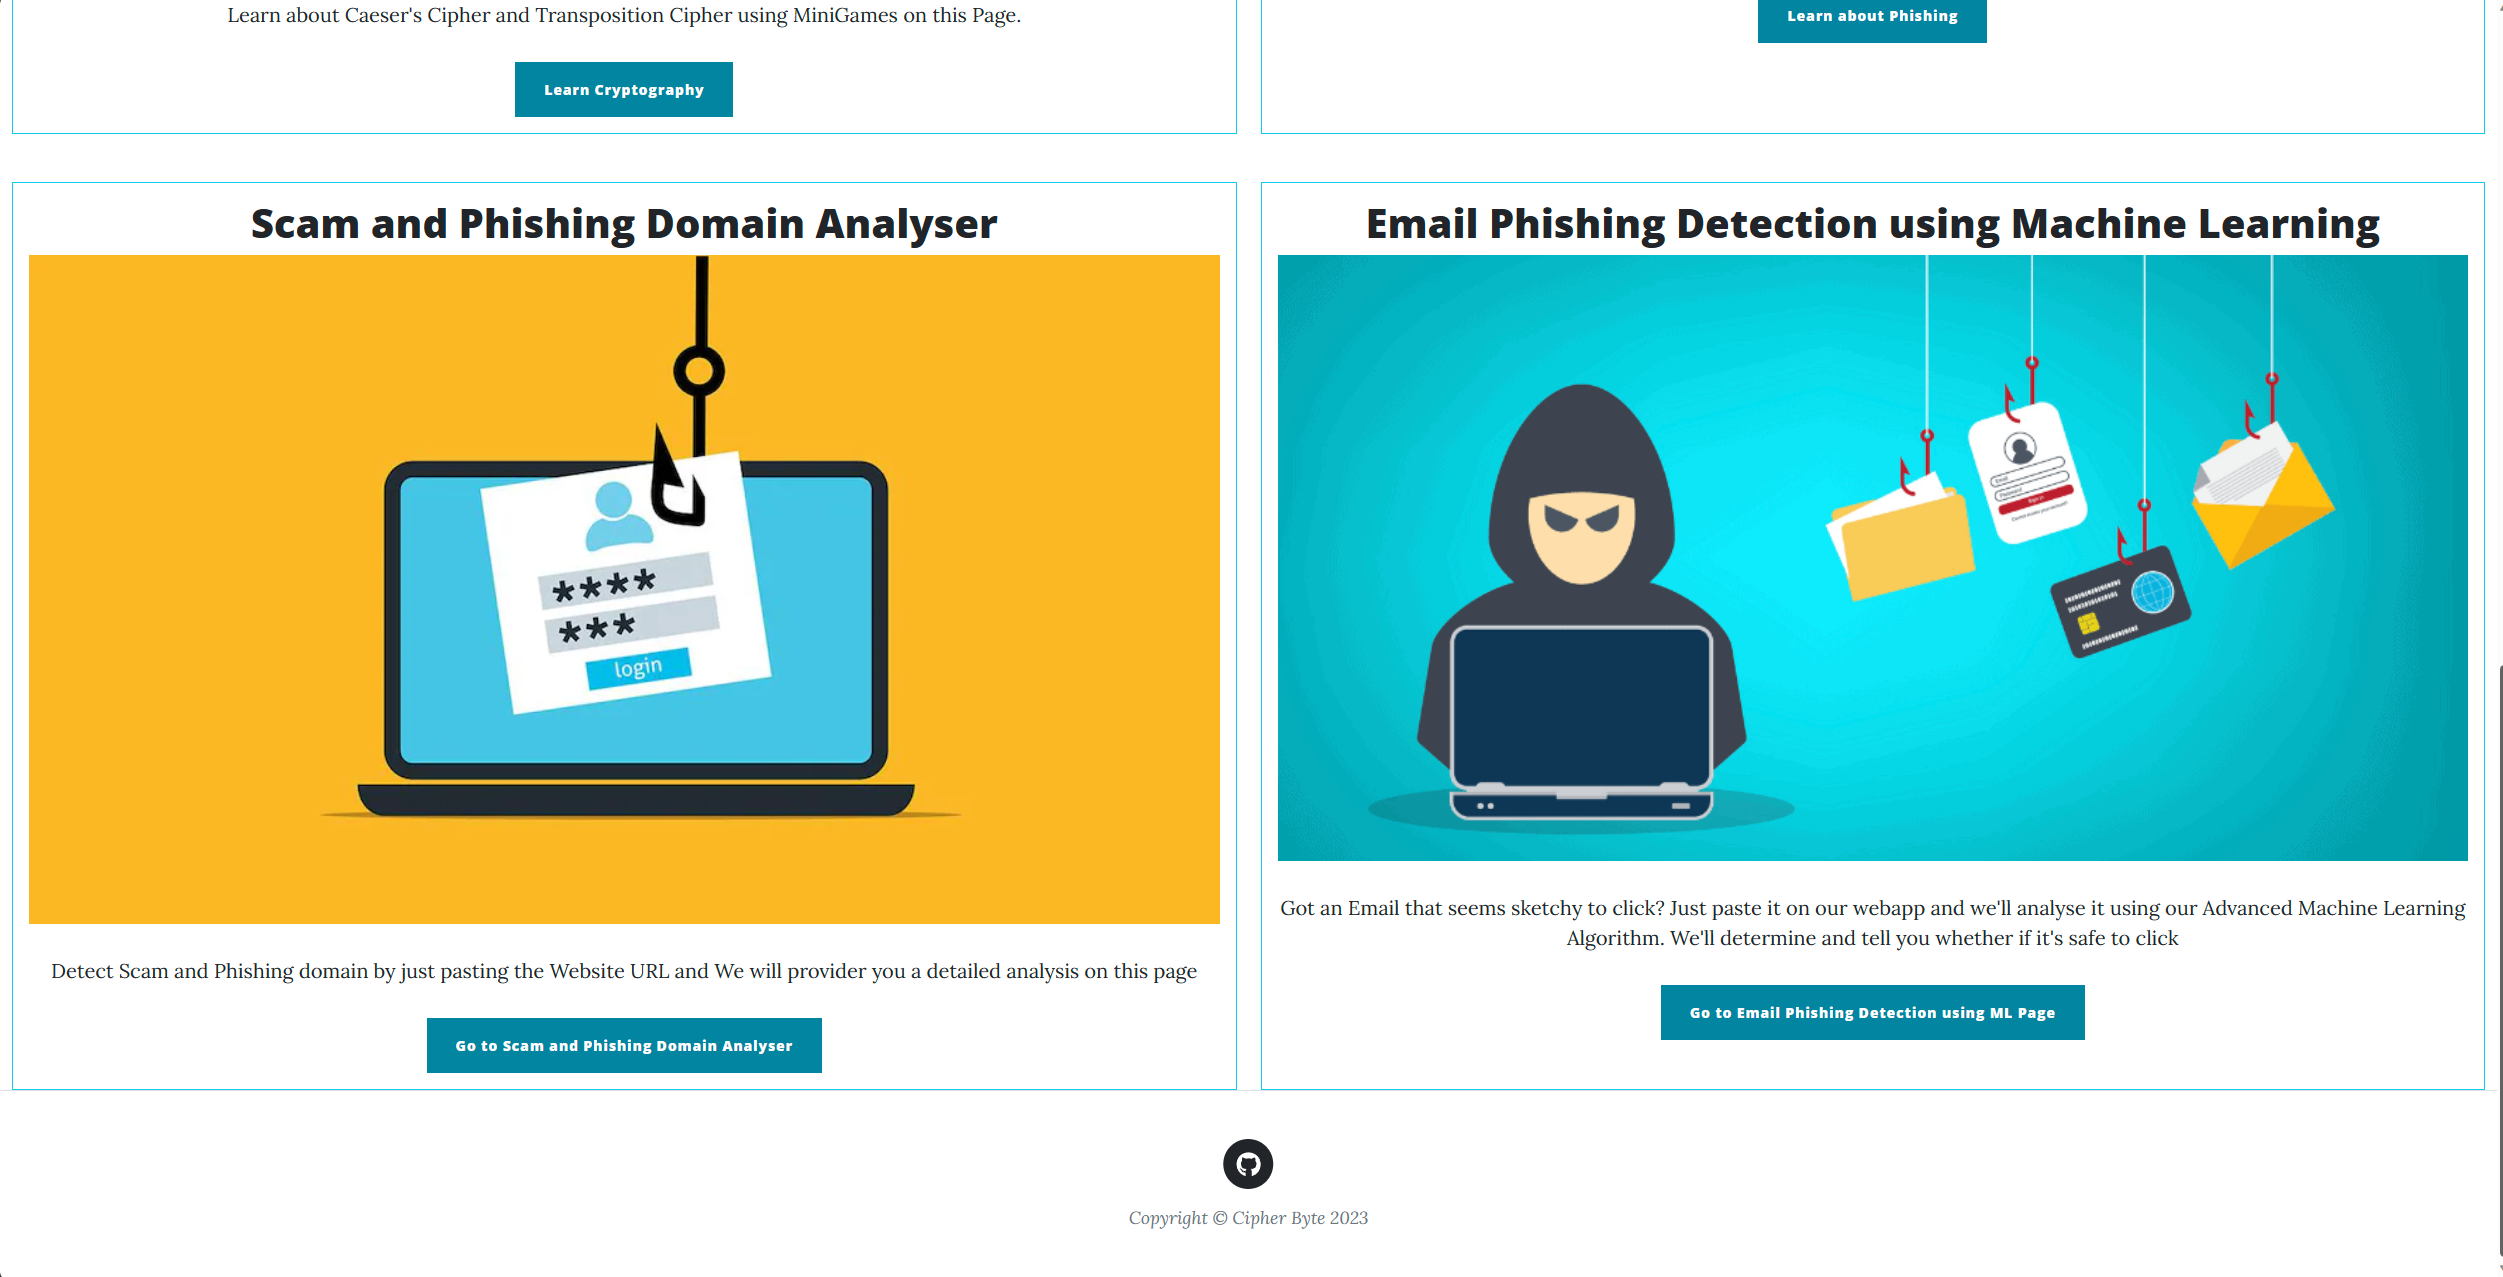 Learn about Caeser's Cipher and Transposition Cipher using MiniGames on this Page.
Learn Cryptography
Learn about Phishing
Scam and Phishing Domain Analyser
****
***
login
Detect Scam and Phishing domain by just pasting the Website URL and We will provider you a detailed analysis on this page
Go to Scam and Phishing Domain Analyser
Email Phishing Detection using Machine Learning
Email
Password
Sign in
Got an Email that seems sketchy to click? Just paste it on our webapp and we'll analyse it using our Advanced Machine Learning
Algorithm. We'll determine and tell you whether if it's safe to click
Go to Email Phishing Detection using ML Page
Copyright © Cipher Byte 2023